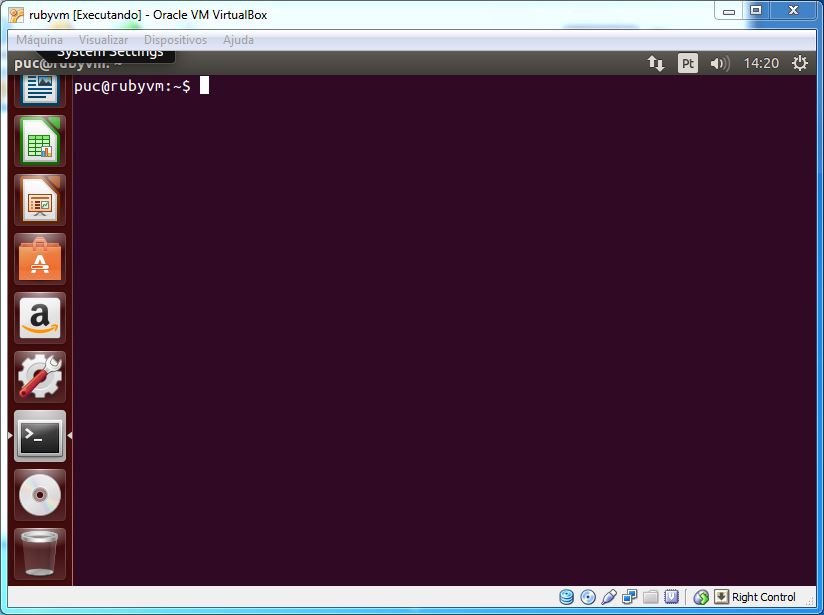 rubyvm [Executando] - Oracle VM VirtualBox
Máquina Visualizar Dispositivos Ajuda
System Settings
puc@rubyvm: ~
Pt 14:20
puc@rubyvm:~$
Right Control